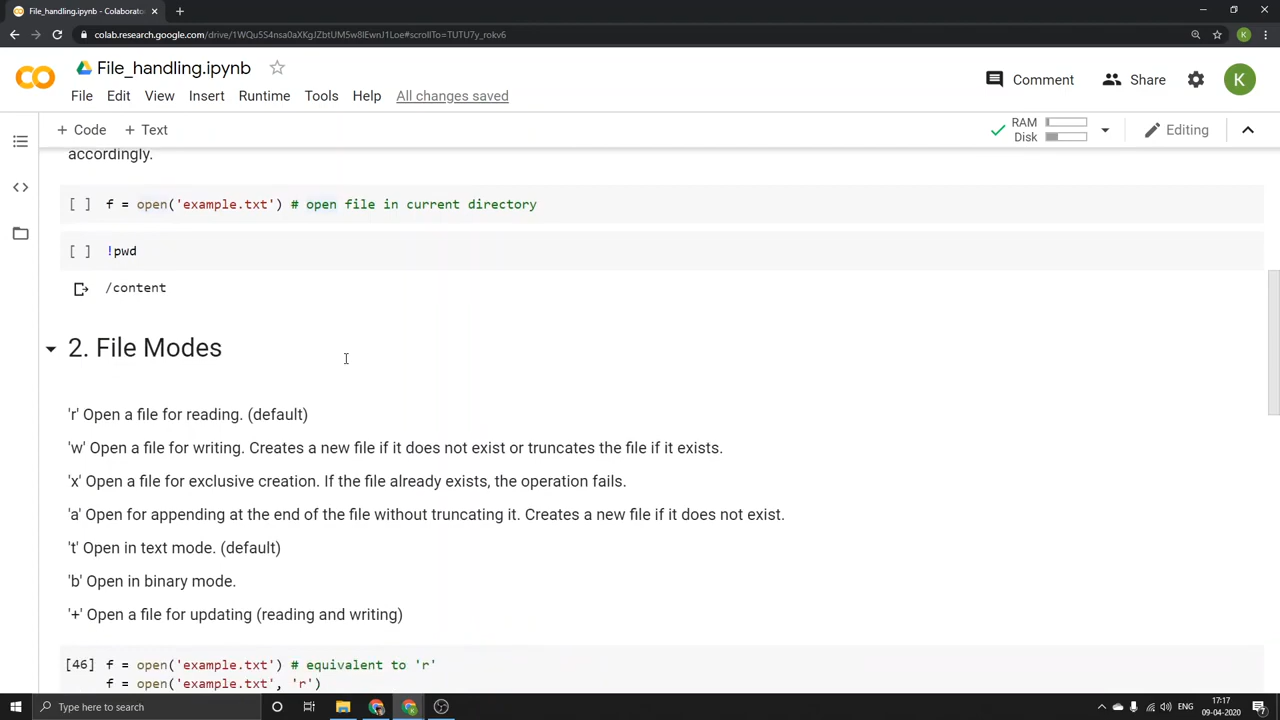 File_handling.ipynb - Colaborato
colab.research.google.com/drive/1WQu5S4nsa0aXKgJZbtUM5w8lEwnJ1Loe#scrollTo=TUTU7y_rokv6
K
File_handling.ipynb
Comment
Share
K
File Edit View Insert Runtime Tools Help All changes saved
+ Code + Text
RAM
Disk
Editing
accordingly.
[ ] f = open('example.txt') # open file in current directory
[ ] !pwd
/content
2. File Modes
'r' Open a file for reading. (default)
'w' Open a file for writing. Creates a new file if it does not exist or truncates the file if it exists.
'x' Open a file for exclusive creation. If the file already exists, the operation fails.
'a' Open for appending at the end of the file without truncating it. Creates a new file if it does not exist.
't' Open in text mode. (default)
'b' Open in binary mode.
'+' Open a file for updating (reading and writing)
[46] f = open('example.txt') # equivalent to 'r'
f = open('example.txt', 'r')
Type here to search
ENG
17:17
09-04-2020
7